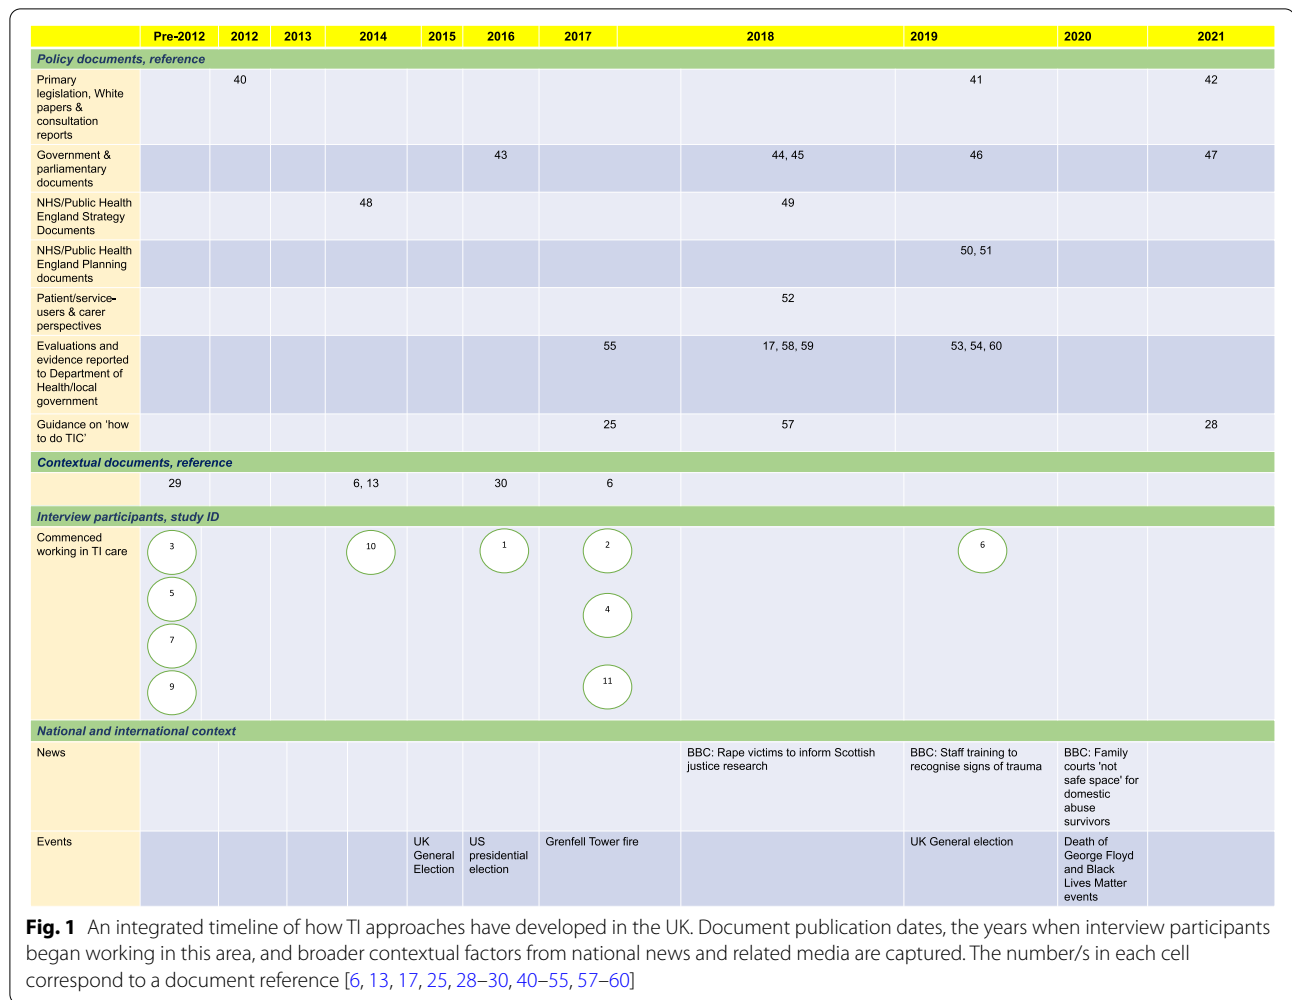 Pre-2012 2012 2013 2014 2015 2016 2017 2018 2019 2020 2021
Policy documents, reference
Primary
legislation, White
papers &
consultation
reports
40 41 42
Government &
parliamentary
documents
43 44, 45 46 47
NHS/Public Health
England Strategy
Documents
48 49
NHS/Public Health
England Planning
documents
50, 51
Patient/service-
users & carer
perspectives
52
Evaluations and
evidence reported
to Department of
Health/local
government
55 17, 58, 59 53, 54, 60
Guidance on ‘how
to do TIC’
25 57 28
Contextual documents, reference
29 6, 13 30 6
Interview participants, study ID
Commenced
working in TI care
3 10 1 2 6
5 4
7
9 11
National and international context
News
BBC: Rape victims to inform Scottish
justice research
BBC: Staff training to
recognise signs of trauma
BBC: Family
courts 'not
safe space' for
domestic
abuse
survivors
Events
UK
General
Election
US
presidential
election
Grenfell Tower fire
UK General election
Death of
George Floyd
and Black
Lives Matter
events
Fig. 1 An integrated timeline of how TI approaches have developed in the UK. Document publication dates, the years when interview participants
began working in this area, and broader contextual factors from national news and related media are captured. The number/s in each cell
correspond to a document reference [6, 13, 17, 25, 28–30, 40–55, 57–60]